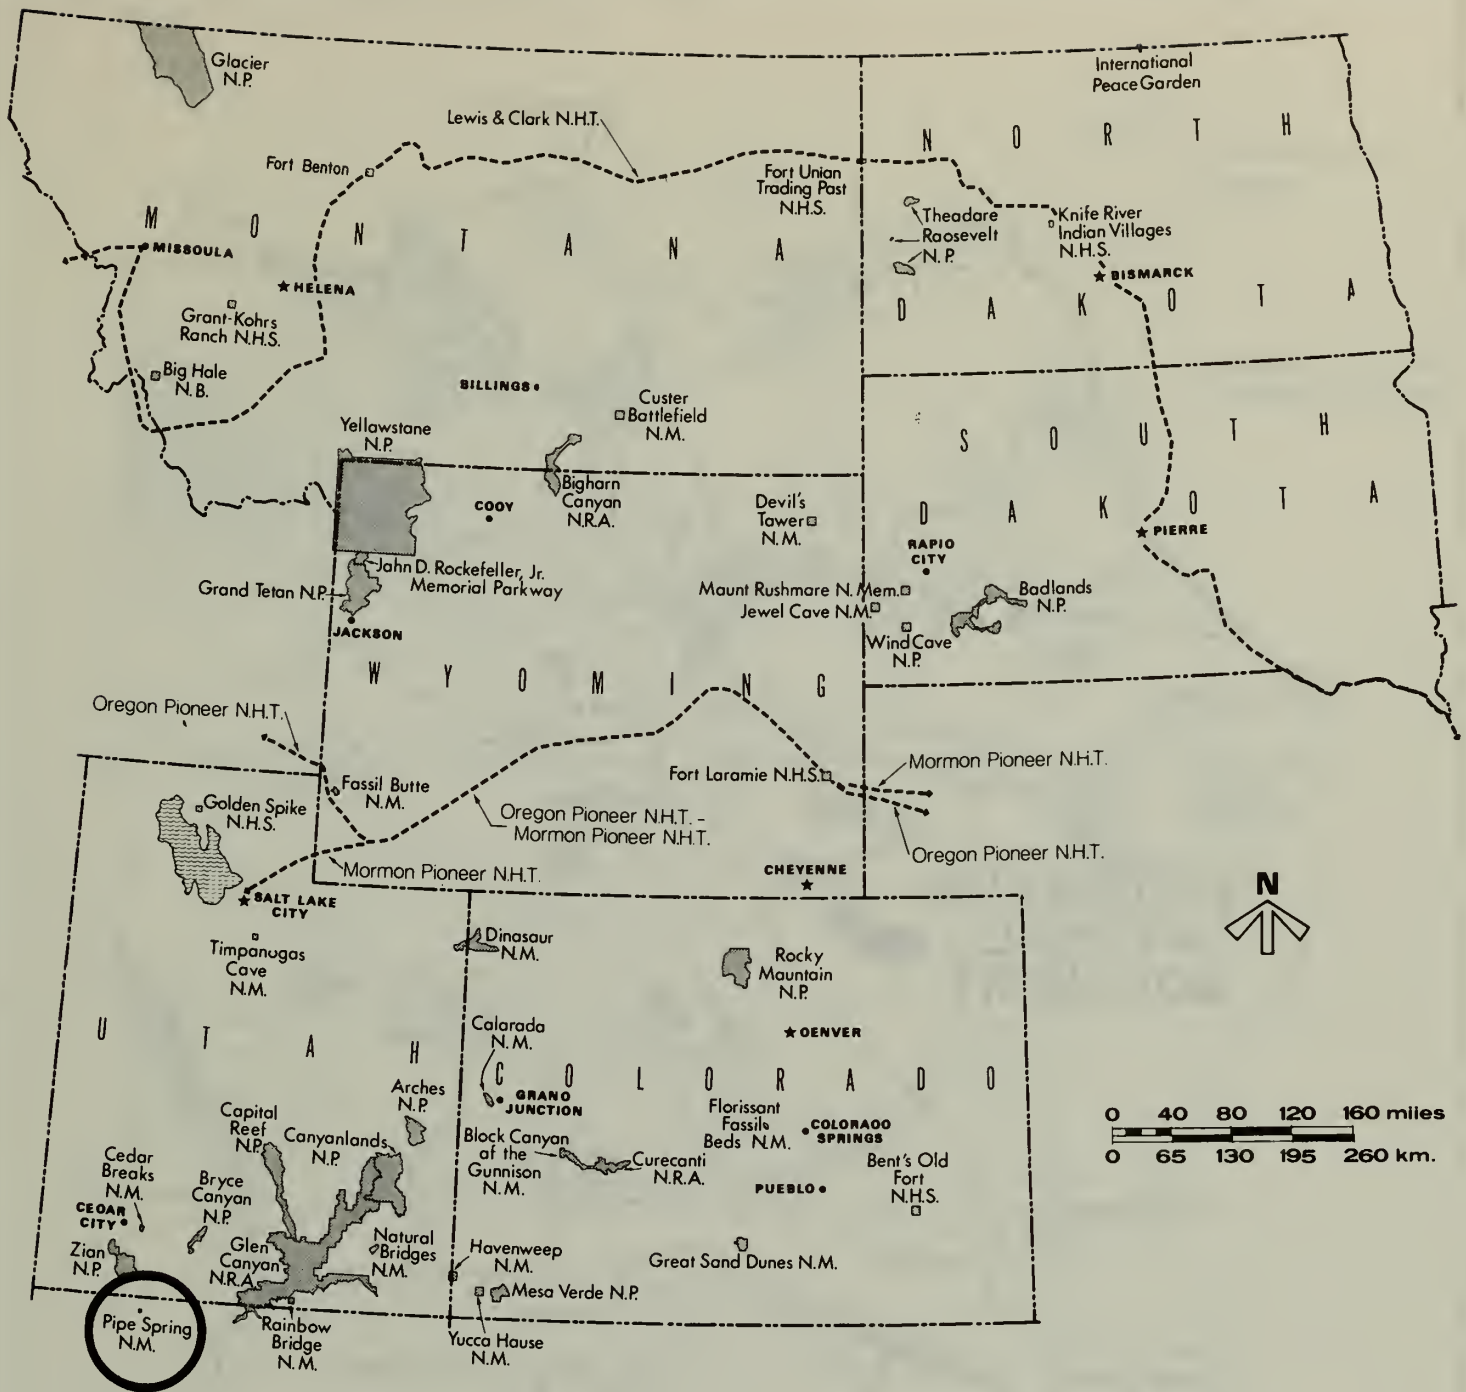 Glacier
N.P.
International
Peace Garden
Lewis & Clark N.H.T.
N O R T H
Fort Benton
Fort Unian
Trading Past
N.H.S.
Theadare
Raosevelt
N.P.
Knife River
Indian Villages
N.H.S.
M O N T A N A
MISSOULA
HELENA
BISMARCK
Grant-Kohrs
Ranch N.H.S.
D A K O T A
Big Hale
N.B.
BILLINGS
Custer
Battlefield
N.M.
Yellawstane
N.P.
S O U T H
Bigharn
Canyan
N.R.A.
COOY
Devil's
Tawer
N.M.
D A K O T A
RAPIO
CITY
PIERRE
Jahn D. Rockefeller, Jr.
Memorial Parkway
Grand Tetan N.P.
Maunt Rushmare N. Mem.
Jewel Cave N.M.
Badlands
N.P.
JACKSON
Wind Cave
N.P.
W Y O M I N G
Oregon Pioneer N.H.T.
Mormon Pioneer N.H.T.
Fort Laramie N.H.S.
Fassil Butte
N.M.
Golden Spike
N.H.S.
Oregon Pioneer N.H.T. -
Mormon Pioneer N.H.T.
Oregon Pioneer N.H.T.
Mormon Pioneer N.H.T.
CHEYENNE
N
SALT LAKE
CITY
Timpanugas
Cave
N.M.
Dinasaur
N.M.
Rocky
Mauntain
N.P.
U T A H
Calarada
N.M.
OENVER
C O L O R A D O
GRANO
JUNCTION
Arches
N.P.
Florissant
Fassil
Beds N.M.
COLORAOO
SPRINGS
0 40 80 120 160 miles
0 65 130 195 260 km.
Capital
Reef
N.P.
Canyanlands
N.P.
Block Canyan
af the
Gunnison
N.M.
Curecanti
N.R.A.
Bent's Old
Fort
N.H.S.
PUEBLO
Cedar
Breaks
N.M.
Bryce
Canyan
N.P.
CEOAR
CITY
Zian
N.P.
Glen
Canyan
N.R.A.
Natural
Bridges
N.M.
Havenweep
N.M.
Great Sand Dunes N.M.
Mesa Verde N.P.
Pipe Spring
N.M.
Rainbow
Bridge
N.M.
Yucca Hause
N.M.